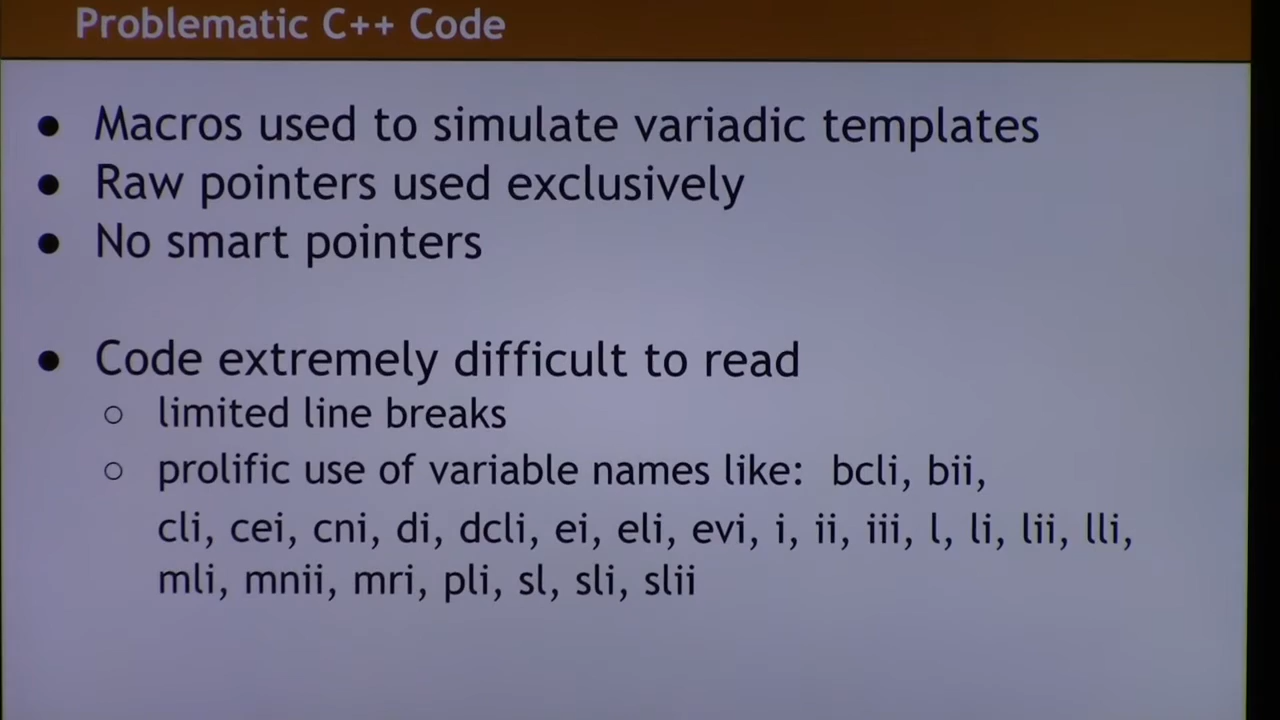 Problematic C++ Code
● Macros used to simulate variadic templates
● Raw pointers used exclusively
● No smart pointers
● Code extremely difficult to read
○ limited line breaks
○ prolific use of variable names like: bcli, bii,
cli, cei, cni, di, dcli, ei, eli, evi, i, ii, iii, l, li, lii, lli,
mli, mnii, mri, pli, sl, sli, slii